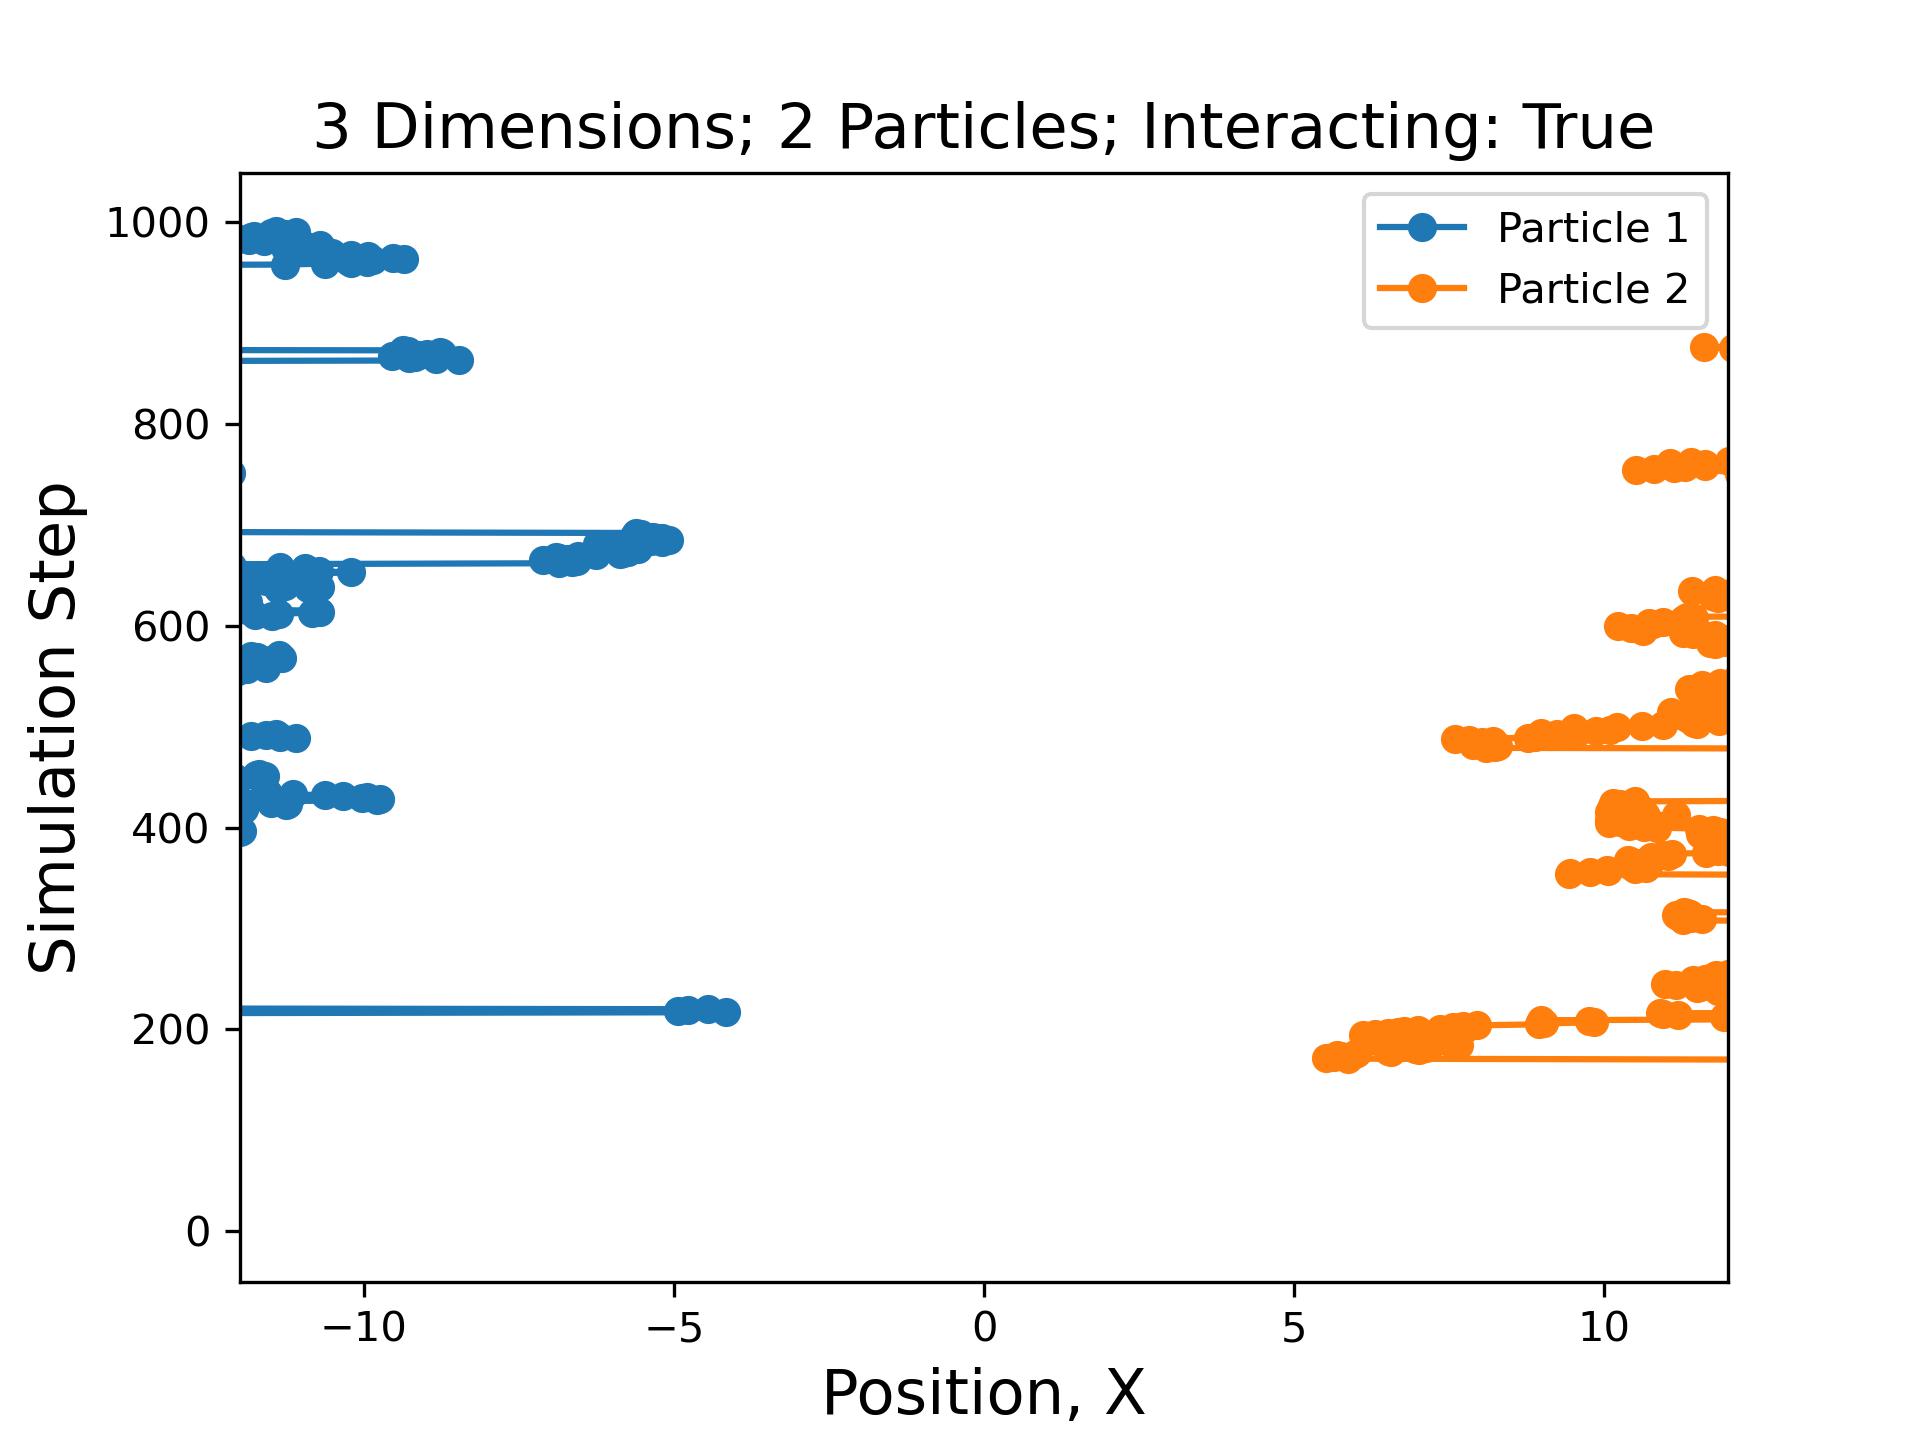 3 Dimensions; 2 Particles; Interacting: True
Particle 1
Particle 2
Simulation Step
1000
800
600
400
200
0
−10
−5
0
5
10
Position, X